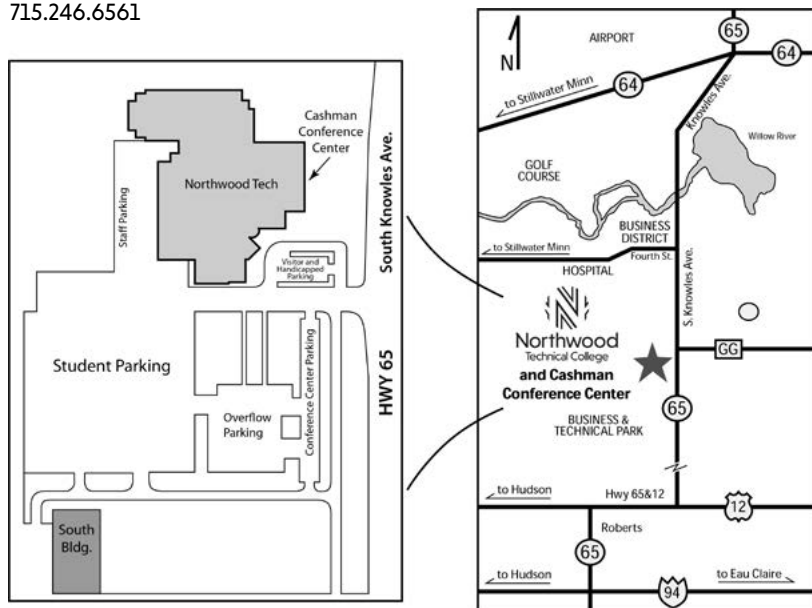 715.246.6561
Cashman
Conference
Center
Northwood Tech
Staff Parking
South Knowles Ave.
Visitor and
Handicapped
Parking
Student Parking
Conference Center Parking
HWY 65
Overflow
Parking
South
Bldg.
65
AIRPORT
N
64
to Stillwater Minn
64
Knowles Ave.
Willow River
GOLF
COURSE
BUSINESS
DISTRICT
to Stillwater Minn
Fourth St.
HOSPITAL
S. Knowles Ave.
Northwood
Technical College
and Cashman
Conference Center
GG
65
BUSINESS &
TECHNICAL PARK
to Hudson
Hwy 65&12
12
Roberts
65
to Hudson
to Eau Claire
94